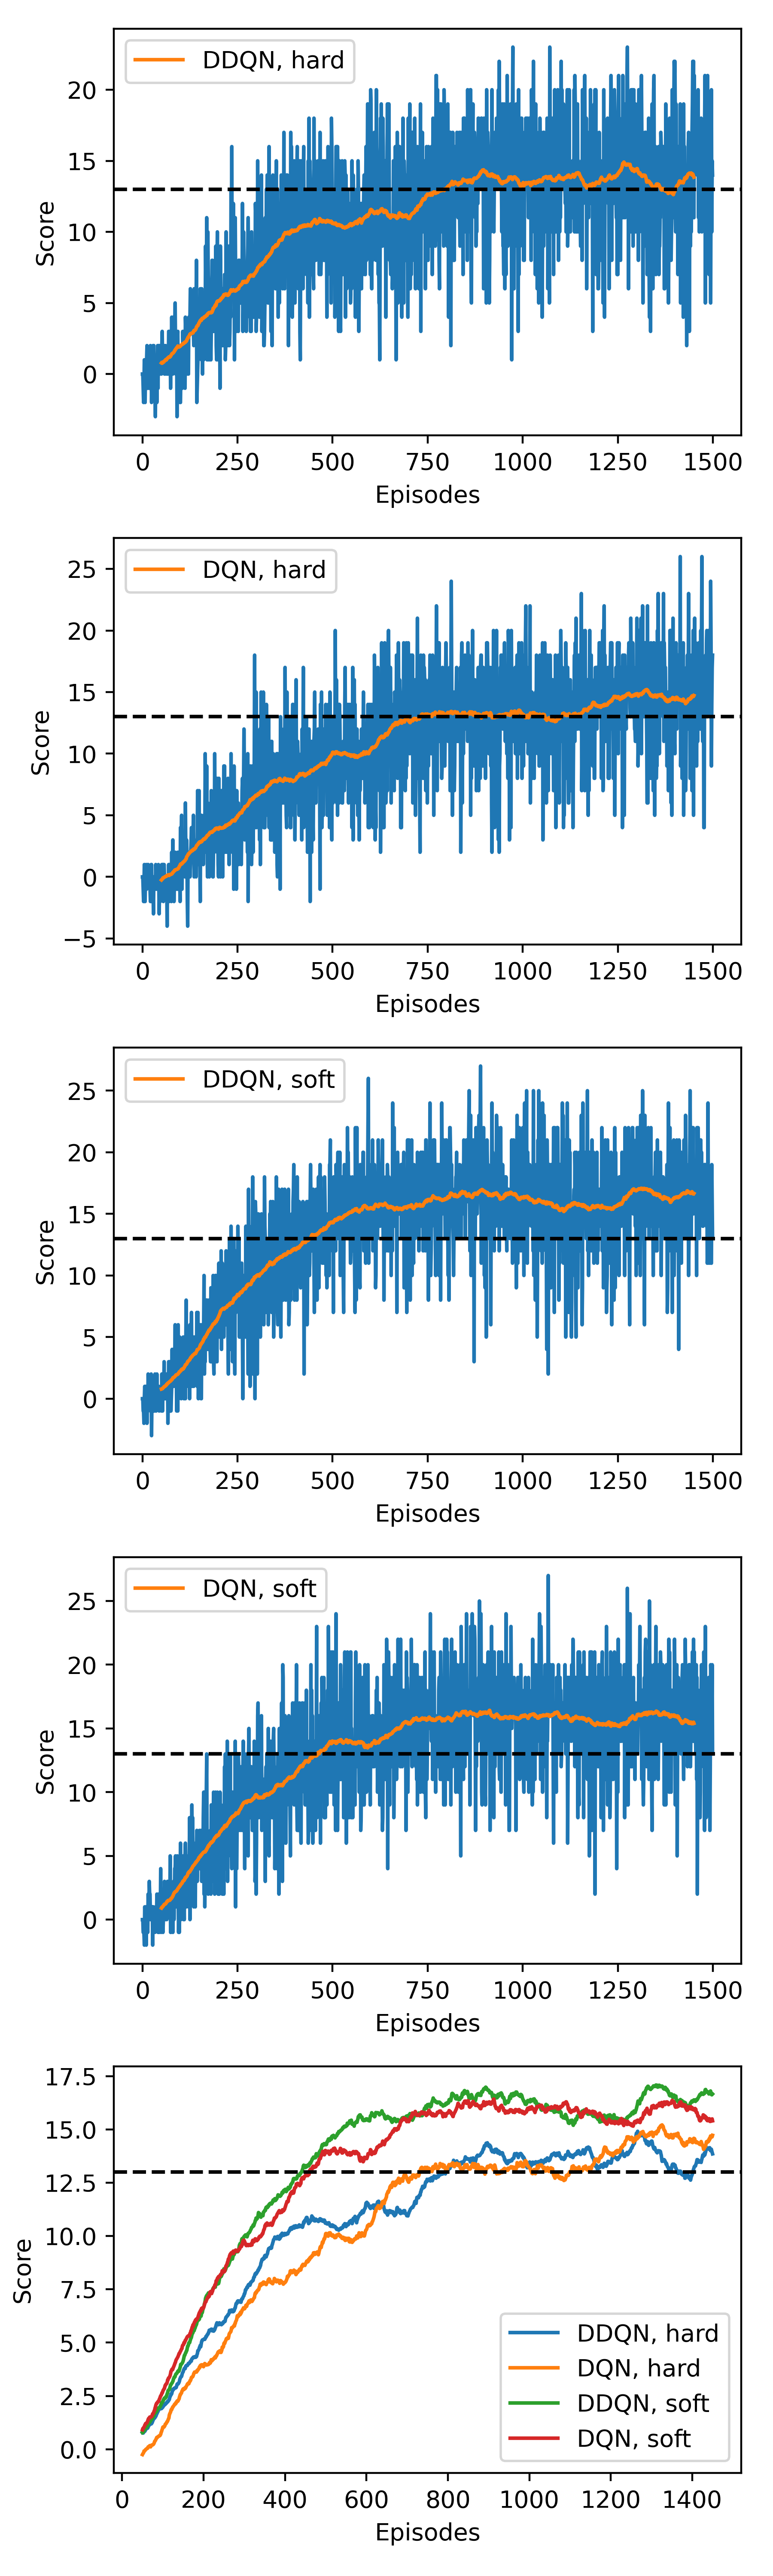 DDQN, hard
20
15
10
5
0
Score
0 250 500 750 1000 1250 1500
Episodes
DQN, hard
25
20
15
10
5
0
−5
Score
0 250 500 750 1000 1250 1500
Episodes
DDQN, soft
25
20
15
10
5
0
Score
0 250 500 750 1000 1250 1500
Episodes
DQN, soft
25
20
15
10
5
0
Score
0 250 500 750 1000 1250 1500
Episodes
17.5
15.0
12.5
10.0
7.5
5.0
2.5
0.0
Score
DDQN, hard
DQN, hard
DDQN, soft
DQN, soft
0 200 400 600 800 1000 1200 1400
Episodes